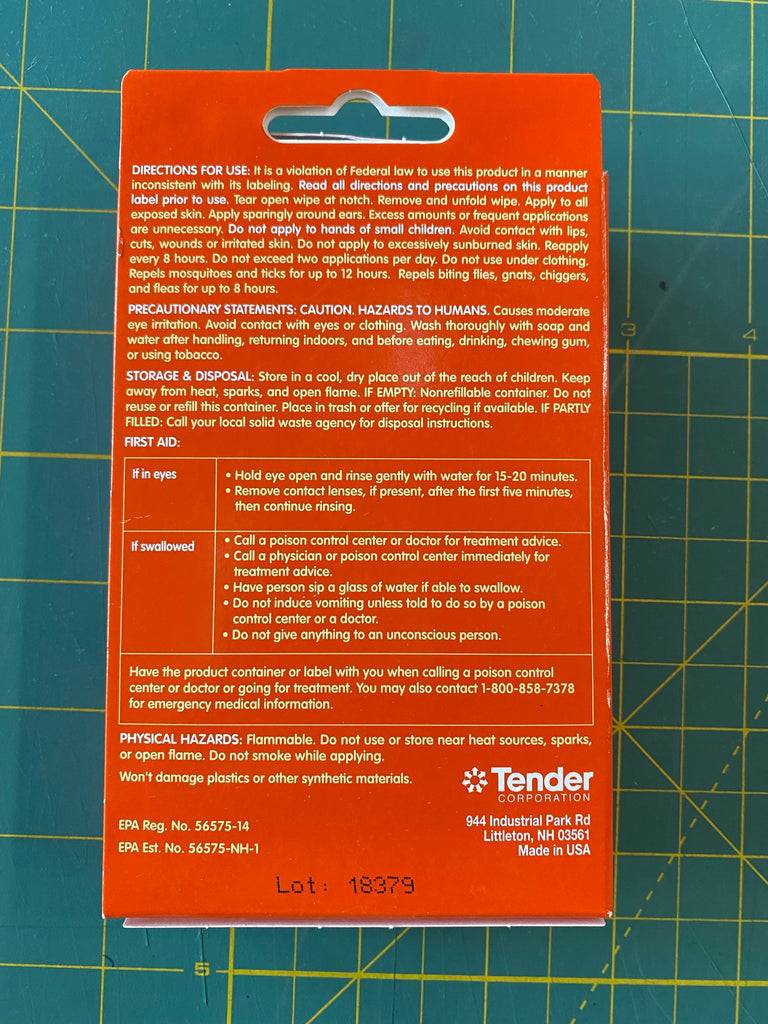 DIRECTIONS FOR USE: It is a violation of Federal law to use this product in a manner
inconsistent with its labeling. Read all directions and precautions on this product
label prior to use. Tear open wipe at notch. Remove and unfold wipe. Apply to all
exposed skin. Apply sparingly around ears. Excess amounts or frequent applications
are unnecessary. Do not apply to hands of small children. Avoid contact with lips,
cuts, wounds or irritated skin. Do not apply to excessively sunburned skin. Reapply
every 8 hours. Do not exceed two applications per day. Do not use under clothing.
Repels mosquitoes and ticks for up to 12 hours. Repels biting flies, gnats, chiggers,
and fleas for up to 8 hours.
PRECAUTIONARY STATEMENTS: CAUTION. HAZARDS TO HUMANS. Causes moderate
eye irritation. Avoid contact with eyes or clothing. Wash thoroughly with soap and
water after handling, returning indoors, and before eating, drinking, chewing gum,
or using tobacco.
STORAGE & DISPOSAL: Store in a cool, dry place out of the reach of children. Keep
away from heat, sparks, and open flame. IF EMPTY: Nonrefillable container. Do not
reuse or refill this container. Place in trash or offer for recycling if available. IF PARTLY
FILLED: Call your local solid waste agency for disposal instructions.
FIRST AID:
If in eyes
• Hold eye open and rinse gently with water for 15-20 minutes.
• Remove contact lenses, if present, after the first five minutes,
then continue rinsing.
If swallowed
• Call a poison control center or doctor for treatment advice.
• Call a physician or poison control center immediately for
treatment advice.
• Have person sip a glass of water if able to swallow.
• Do not induce vomiting unless told to do so by a poison
control center or a doctor.
• Do not give anything to an unconscious person.
Have the product container or label with you when calling a poison control
center or doctor or going for treatment. You may also contact 1-800-858-7378
for emergency medical information.
PHYSICAL HAZARDS: Flammable. Do not use or store near heat sources, sparks,
or open flame. Do not smoke while applying.
Won't damage plastics or other synthetic materials.
Tender
CORPORATION
944 Industrial Park Rd
Littleton, NH 03561
Made in USA
EPA Reg. No. 56575-14
EPA Est. No. 56575-NH-1
Lot: 18379
3
4
5